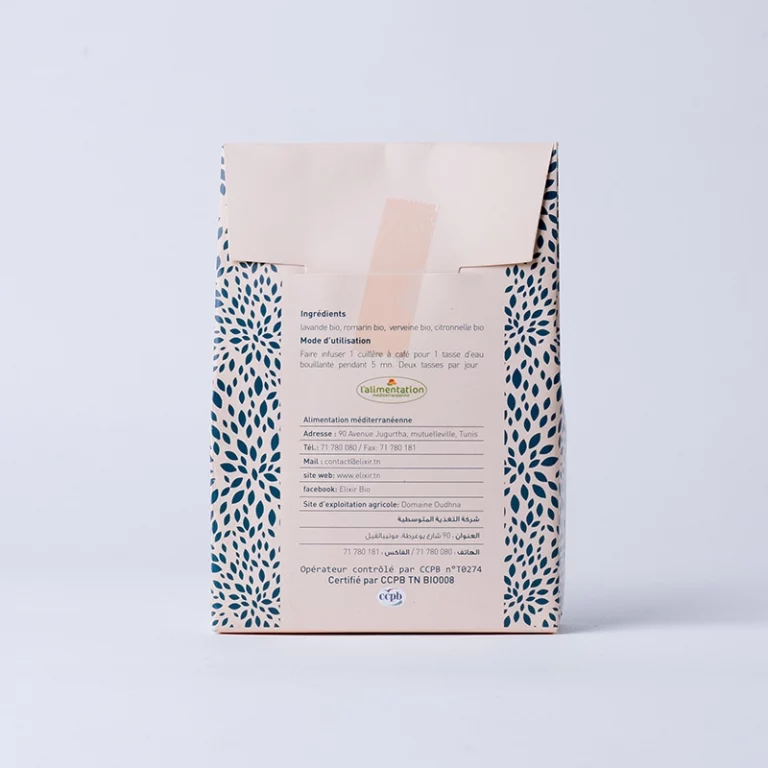 Ingrédients
lavande bio, romarin bio, verveine bio, citronnelle bio
Mode d'utilisation
Faire infuser 1 cuillère à café pour 1 tasse d'eau
bouillante pendant 5 mn. Deux tasses par jour
l'alimentation
méditerranéenne
Alimentation méditerranéenne
Adresse : 90 Avenue Jugurtha, mutuelleville, Tunis
Tél.: 71 780 080 / Fax: 71 780 181
Mail : contact@elixir.tn
site web: www.elixir.tn
facebook: Elixir Bio
Site d'exploitation agricole: Domaine Oudhna
شركة التغذية المتوسطية
العنوان : 90 شارع يوغرطة، موتيبالفيل
الهاتف : 71 780 080 / الفاكس : 71 780 181
Opérateur contrôlé par CCPB n°T0274
Certifié par CCPB TN BIO008
ccpb